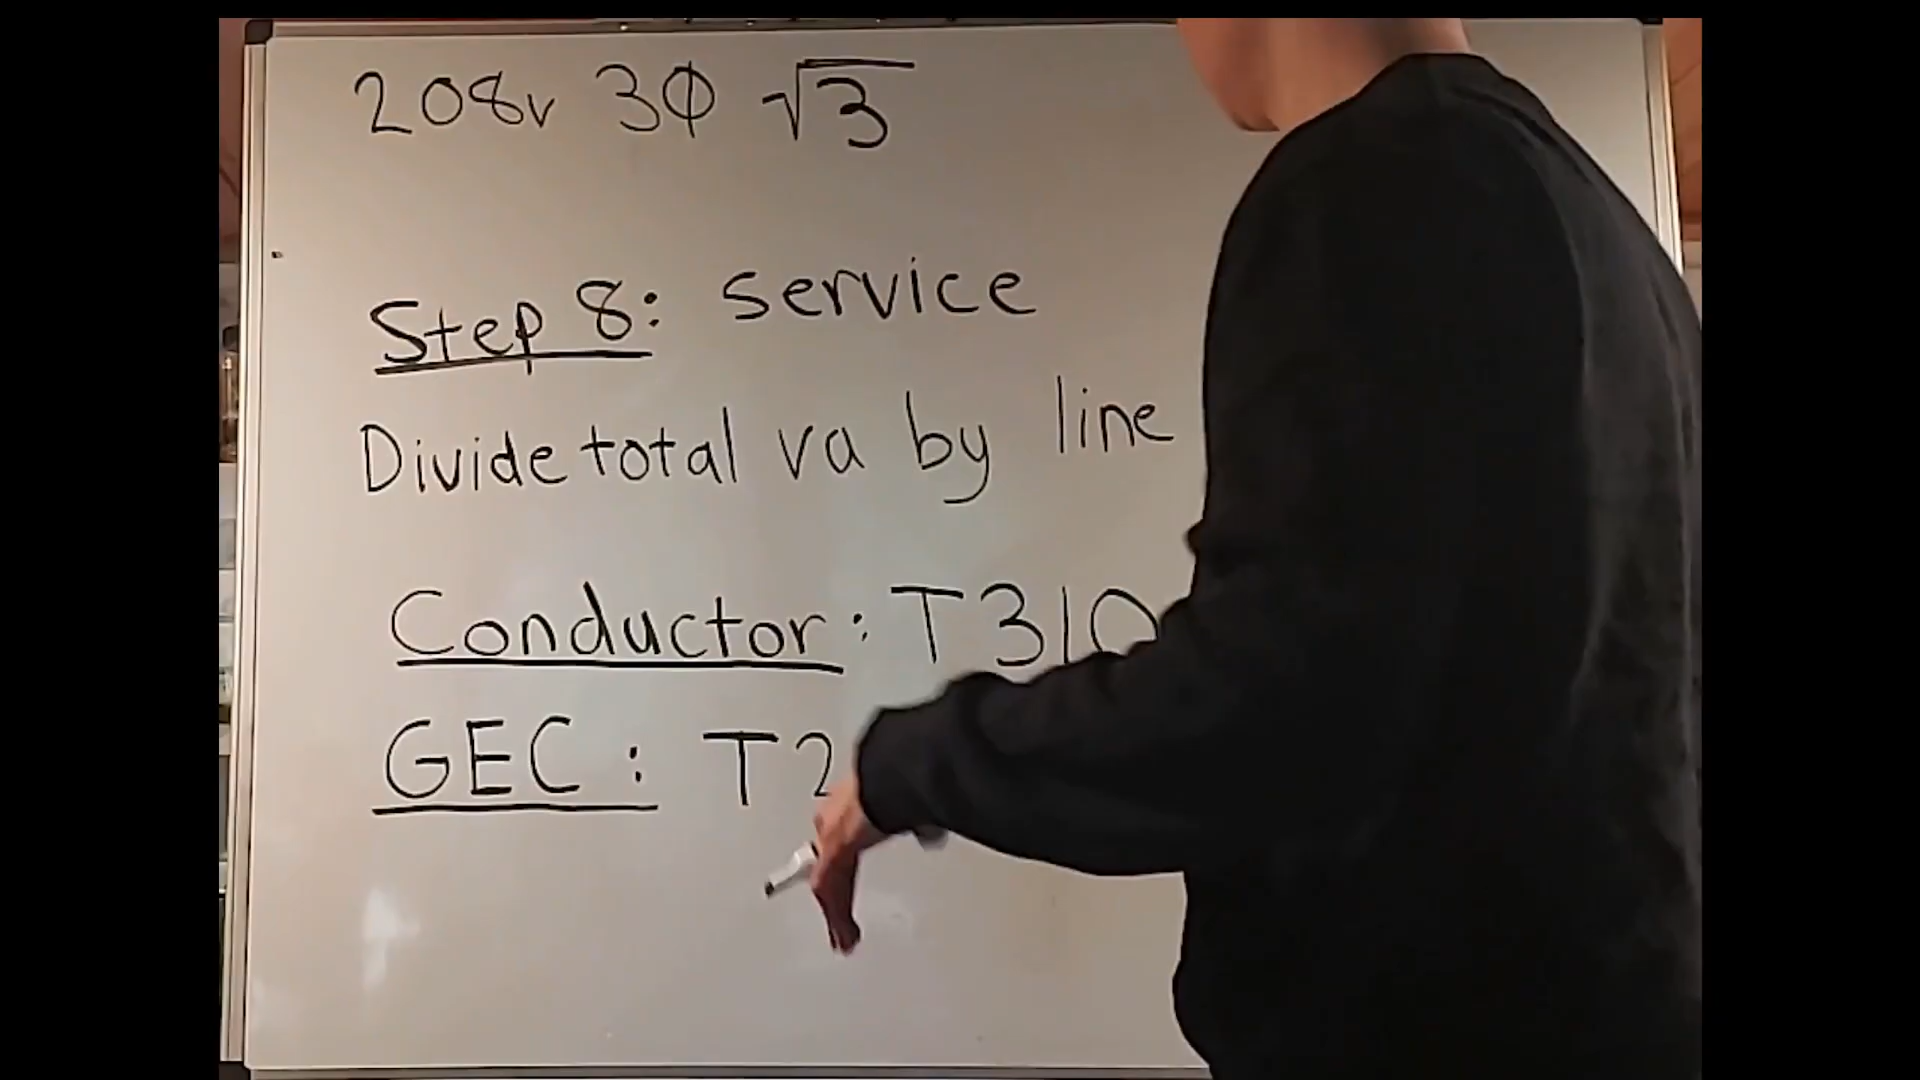 208v 3Φ √3
Step 8: service
Divide total va by line
Conductor: T310
GEC: T2